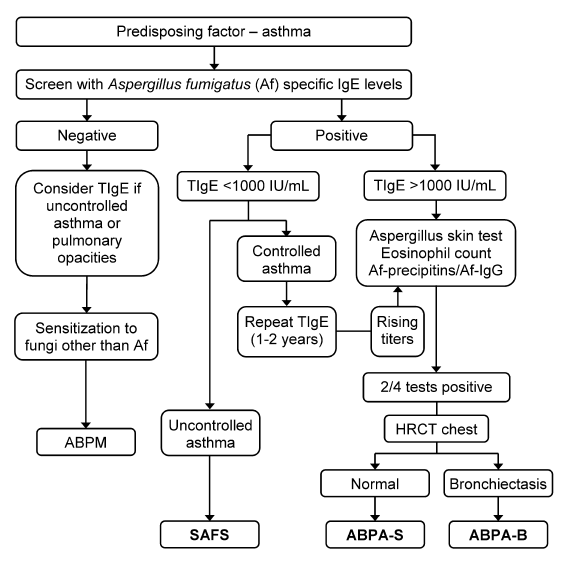 Predisposing factor – asthma
Screen with Aspergillus fumigatus (Af) specific IgE levels
Negative
Positive
Consider TIgE if
uncontrolled
asthma or
pulmonary
opacities
TIgE <1000 IU/mL
TIgE >1000 IU/mL
Controlled
asthma
Aspergillus skin test
Eosinophil count
Af-precipitins/Af-IgG
Sensitization to
fungi other than Af
Repeat TIgE
(1-2 years)
Rising
titers
2/4 tests positive
ABPM
Uncontrolled
asthma
HRCT chest
Normal
Bronchiectasis
SAFS
ABPA-S
ABPA-B